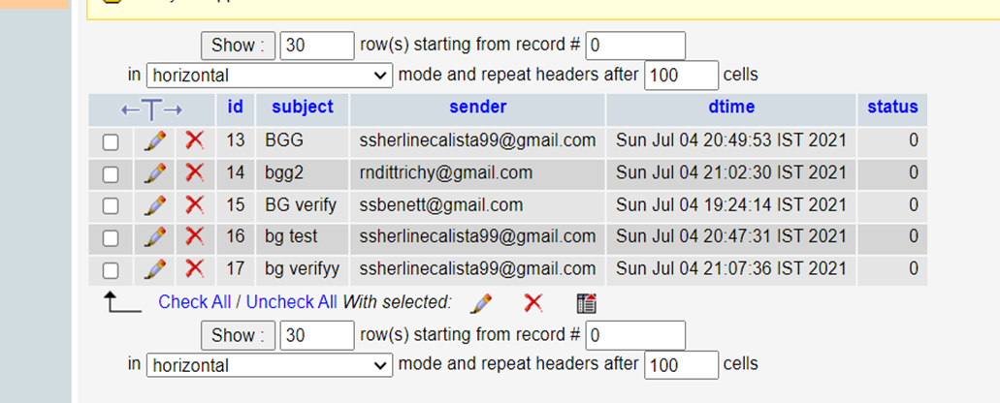 Show : 30 row(s) starting from record # 0
in horizontal mode and repeat headers after 100 cells
←T→ id subject sender dtime status
13 BGG ssherlinecalista99@gmail.com Sun Jul 04 20:49:53 IST 2021 0
14 bgg2 rndittrichy@gmail.com Sun Jul 04 21:02:30 IST 2021 0
15 BG verify ssbenett@gmail.com Sun Jul 04 19:24:14 IST 2021 0
16 bg test ssherlinecalista99@gmail.com Sun Jul 04 20:47:31 IST 2021 0
17 bg verifyy ssherlinecalista99@gmail.com Sun Jul 04 21:07:36 IST 2021 0
Check All / Uncheck All With selected:
Show : 30 row(s) starting from record # 0
in horizontal mode and repeat headers after 100 cells